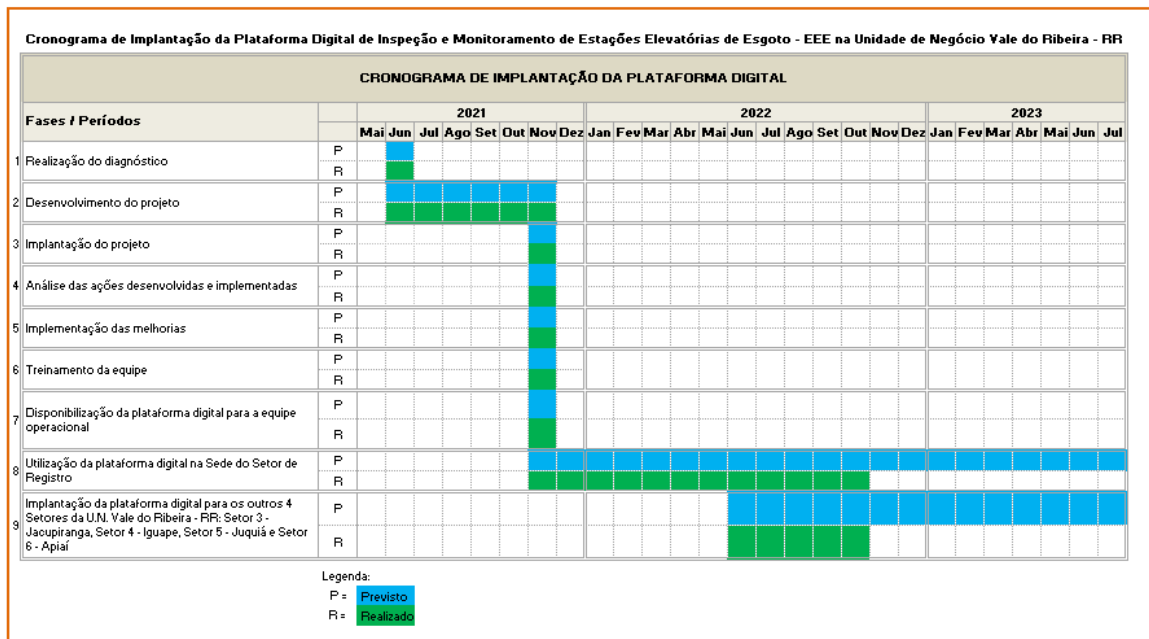 Cronograma de Implantação da Plataforma Digital de Inspeção e Monitoramento de Estações Elevatórias de Esgoto - EEE na Unidade de Negócio Vale do Ribeira - RR
CRONOGRAMA DE IMPLANTAÇÃO DA PLATAFORMA DIGITAL
Fases / Períodos
2021 2022 2023
Mai Jun Jul Ago Set Out Nov Dez Jan Fev Mar Abr Mai Jun Jul Ago Set Out Nov Dez Jan Fev Mar Abr Mai Jun Jul
1 Realização do diagnóstico
P
R
2 Desenvolvimento do projeto
P
R
3 Implantação do projeto
P
R
4 Análise das ações desenvolvidas e implementadas
P
R
5 Implementação das melhorias
P
R
6 Treinamento da equipe
P
R
7 Disponibilização da plataforma digital para a equipe
operacional
P
R
8 Utilização da plataforma digital na Sede do Setor de
Registro
P
R
9 Implantação da plataforma digital para os outros 4
Setores da U.N. Vale do Ribeira - RR: Setor 3 -
Jacupiranga, Setor 4 - Iguape, Setor 5 - Juquiá e Setor
6 - Apiaí
P
R
Legenda:
P = Previsto
R = Realizado